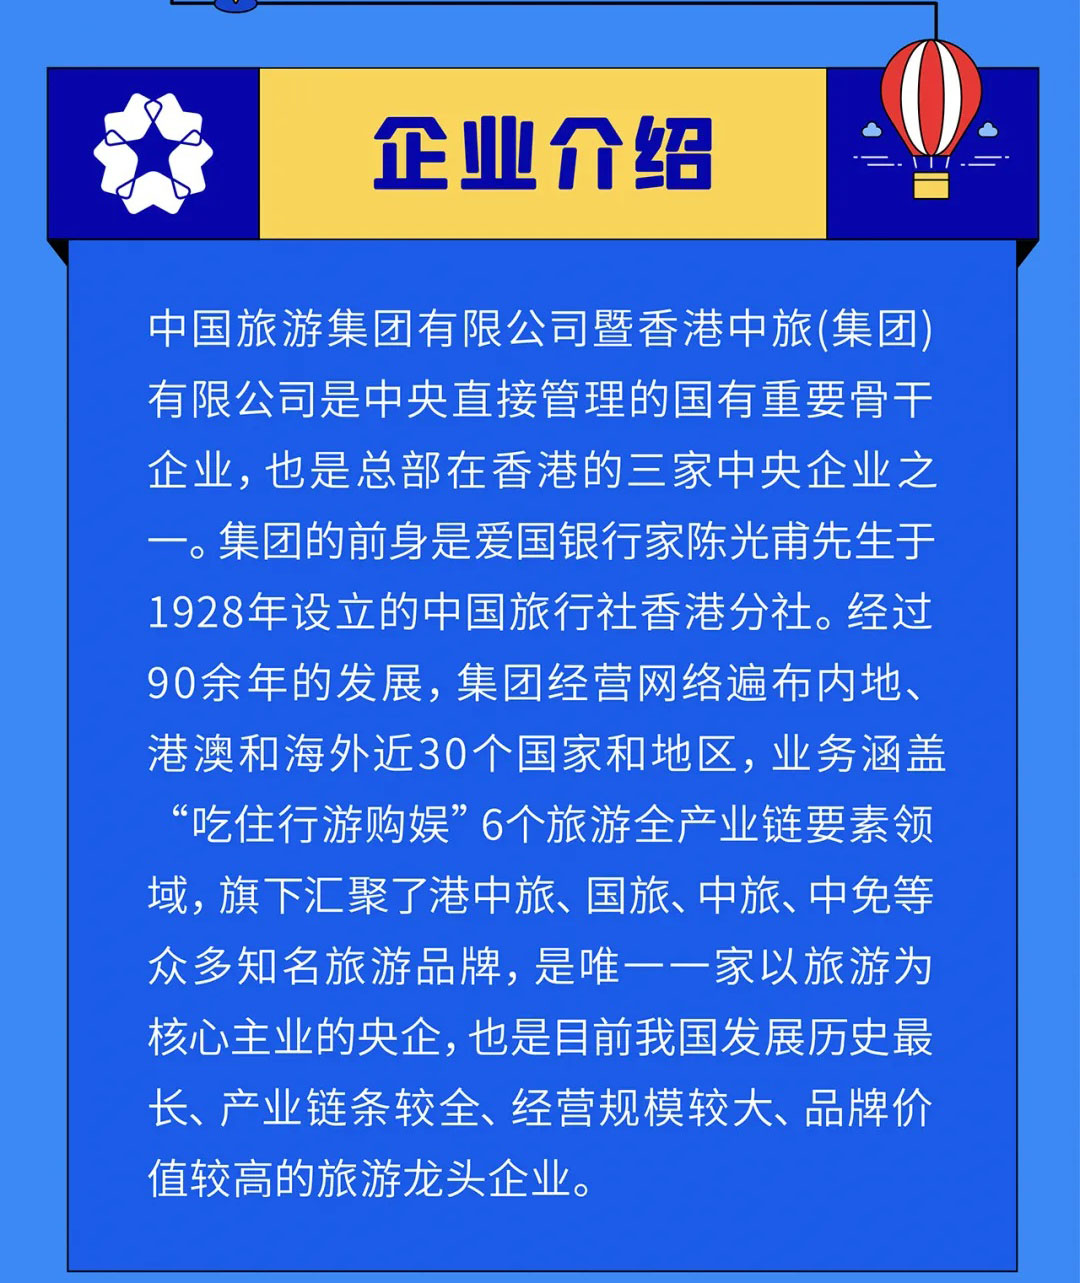 企业介绍
中国旅游集团有限公司暨香港中旅(集团)
有限公司是中央直接管理的国有重要骨干
企业，也是总部在香港的三家中央企业之
一。集团的前身是爱国银行家陈光甫先生于
1928年设立的中国旅行社香港分社。经过
90余年的发展，集团经营网络遍布内地、
港澳和海外近30个国家和地区，业务涵盖
“吃住行游购娱”6个旅游全产业链要素领
域，旗下汇聚了港中旅、国旅、中旅、中免等
众多知名旅游品牌，是唯一一家以旅游为
核心主业的央企，也是目前我国发展历史最
长、产业链条较全、经营规模较大、品牌价
值较高的旅游龙头企业。